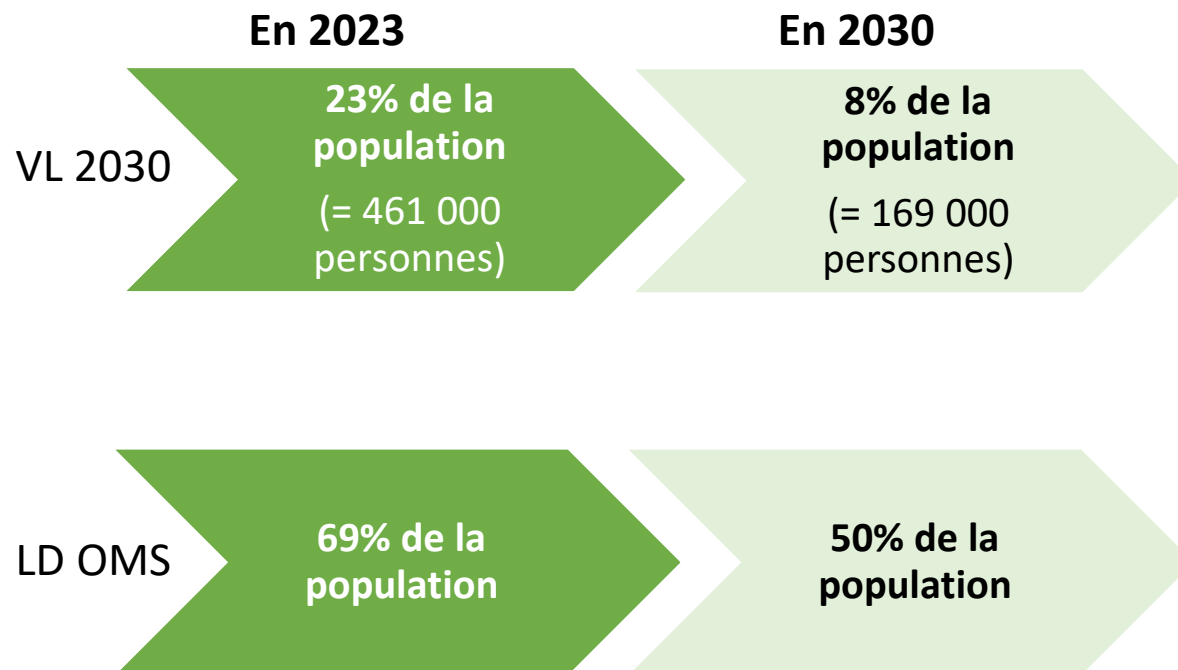 En 2023
En 2030
VL 2030
23% de la
population
(= 461 000
personnes)
8% de la
population
(= 169 000
personnes)
LD OMS
69% de la
population
50% de la
population